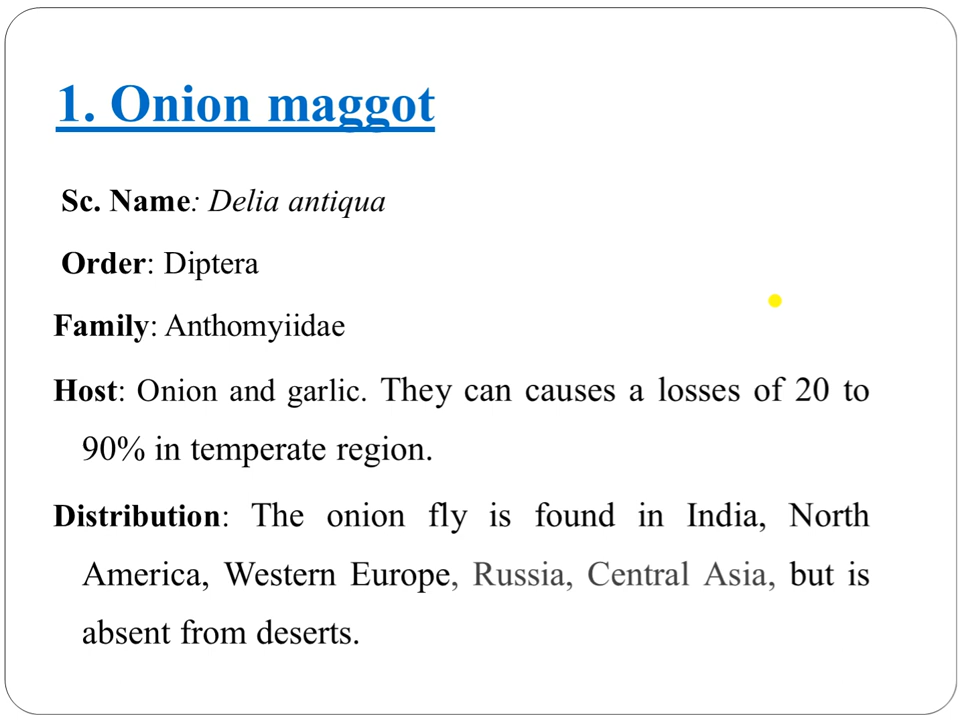 1. Onion maggot
Sc. Name: Delia antiqua
Order: Diptera
Family: Anthomyiidae
Host: Onion and garlic. They can causes a losses of 20 to
90% in temperate region.
Distribution: The onion fly is found in India, North
America, Western Europe, Russia, Central Asia, but is
absent from deserts.